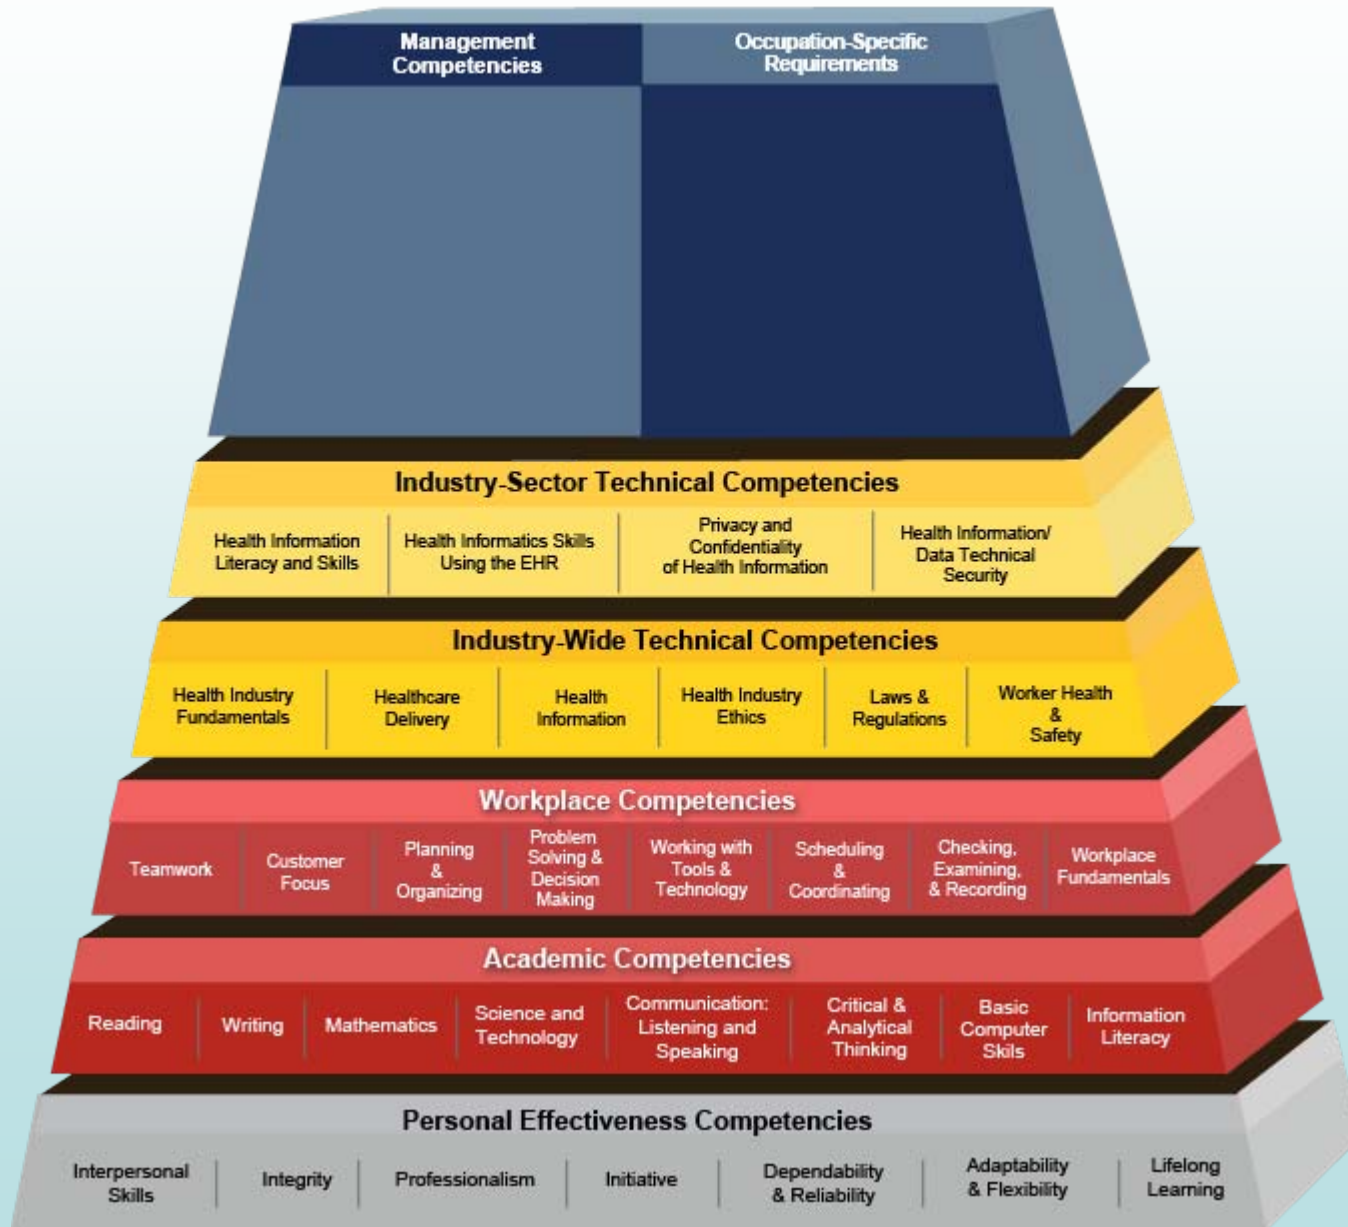 Management
Competencies
Occupation-Specific
Requirements
Industry-Sector Technical Competencies
Health Information
Literacy and Skills
Health Informatics Skills
Using the EHR
Privacy and
Confidentiality
of Health Information
Health Information/
Data Technical
Security
Industry-Wide Technical Competencies
Health Industry
Fundamentals
Healthcare
Delivery
Health
Information
Health Industry
Ethics
Laws &
Regulations
Worker Health
&
Safety
Workplace Competencies
Teamwork
Customer
Focus
Planning
&
Organizing
Problem
Solving &
Decision
Making
Working with
Tools &
Technology
Scheduling
&
Coordinating
Checking,
Examining,
& Recording
Workplace
Fundamentals
Academic Competencies
Reading
Writing
Mathematics
Science and
Technology
Communication:
Listening and
Speaking
Critical &
Analytical
Thinking
Basic
Computer
Skils
Information
Literacy
Personal Effectiveness Competencies
Interpersonal
Skills
Integrity
Professionalism
Initiative
Dependability
& Reliability
Adaptability
& Flexibility
Lifelong
Learning